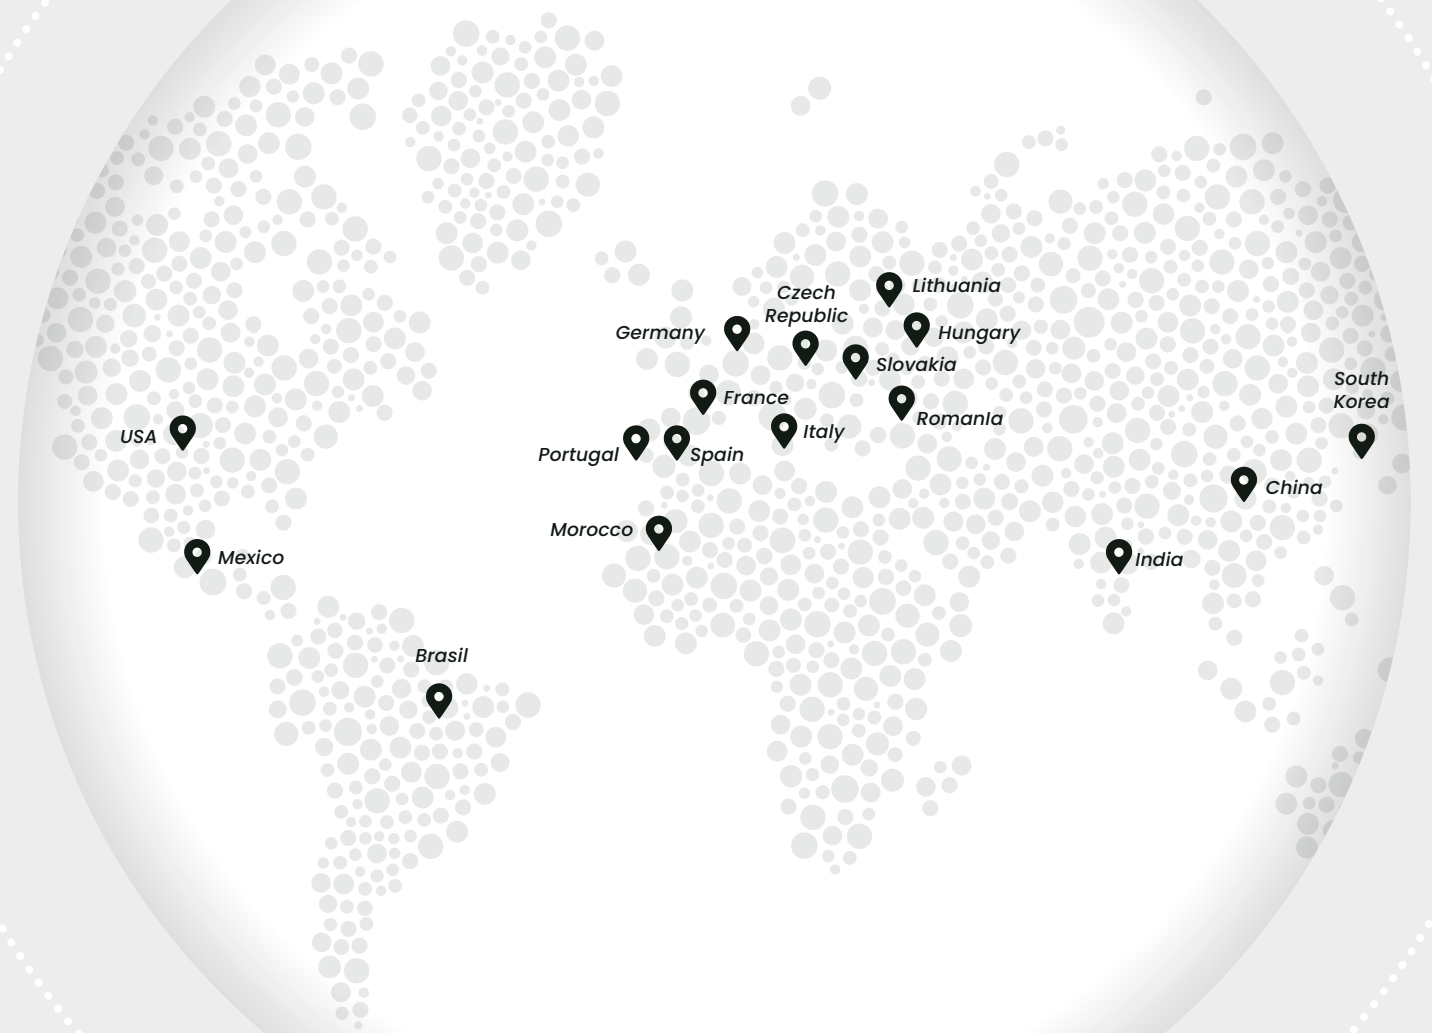 Czech
Republic
Lithuania
Germany
Hungary
Slovakia
France
RomanIa
South
Korea
USA
Italy
Portugal
Spain
China
Morocco
Mexico
India
Brasil